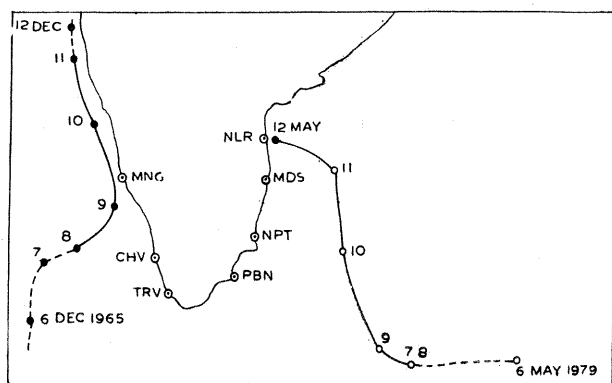 12 DEC
11
10
NLR
12 MAY
11
MNG
MDS
9
8
NPT
10
7
CHV
PBN
TRV
6 DEC 1965
9
7 8
6 MAY 1979